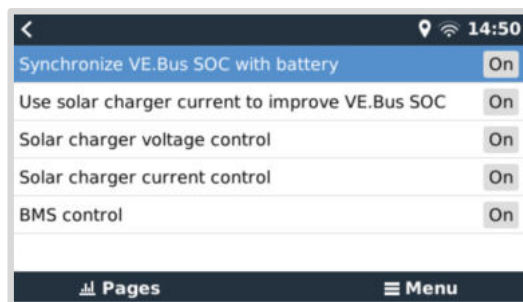 14:50
Synchronize VE.Bus SOC with battery On
Use solar charger current to improve VE.Bus SOC On
Solar charger voltage control On
Solar charger current control On
BMS control On
Pages Menu